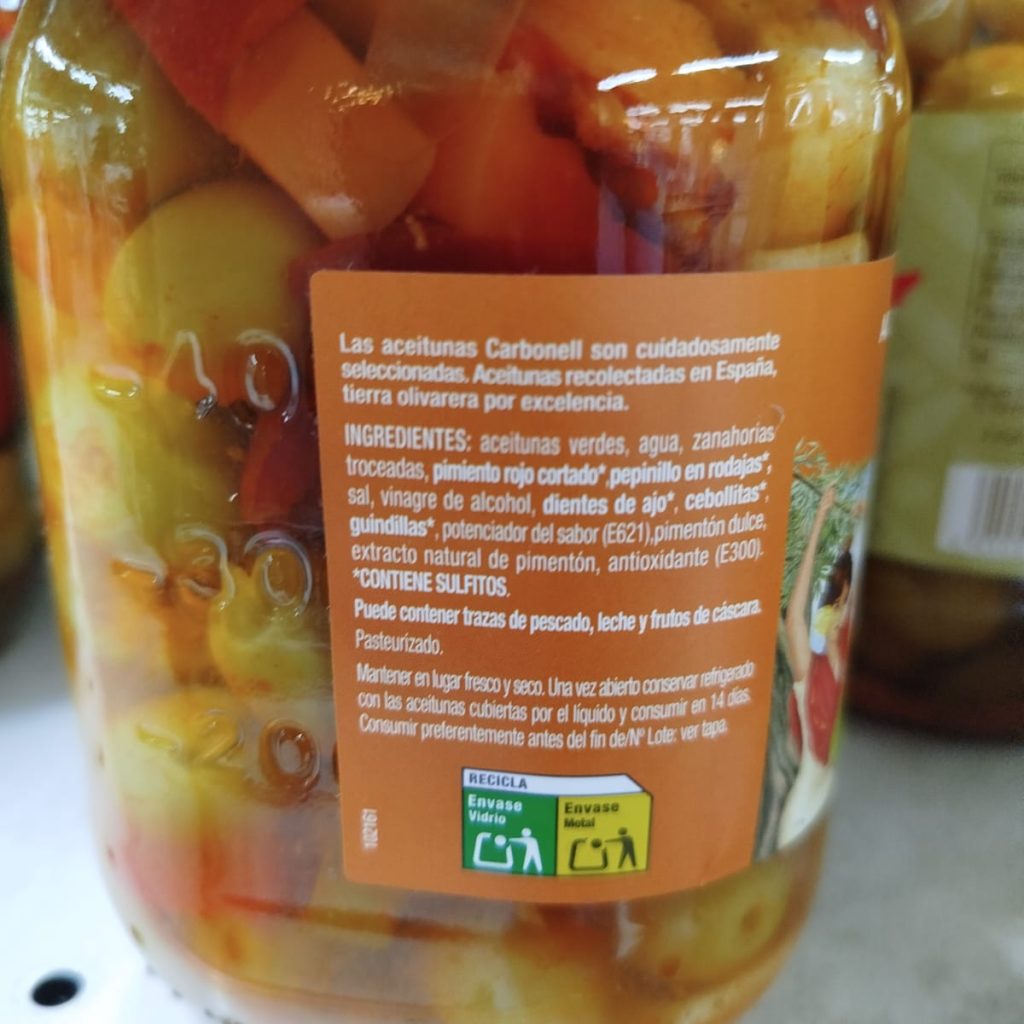 10
30
20
Las aceitunas Carbonell son cuidadosamente
seleccionadas. Aceitunas recolectadas en España,
tierra olivarera por excelencia.
INGREDIENTES: aceitunas verdes, agua, zanahorias
troceadas, pimiento rojo cortado*,pepinillo en rodajas*,
sal, vinagre de alcohol, dientes de ajo*, cebollitas*,
guindillas*, potenciador del sabor (E621),pimentón dulce,
extracto natural de pimentón, antioxidante (E300).
*CONTIENE SULFITOS.
Puede contener trazas de pescado, leche y frutos de cáscara.
Pasteurizado.
Mantener en lugar fresco y seco. Una vez abierto conservar refrigerado
con las aceitunas cubiertas por el líquido y consumir en 14 días.
Consumir preferentemente antes del fin de/Nº Lote: ver tapa.
RECICLA
Envase
Vidrio
Envase
Metal
102161